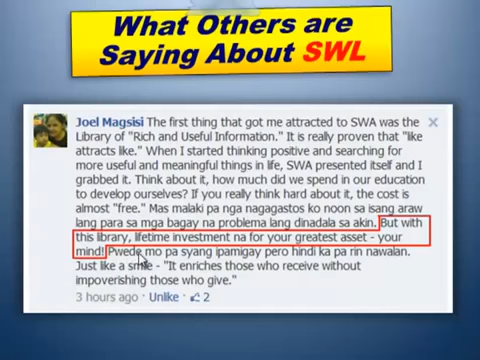 What Others are
Saying About SWL
Joel Magsisi The first thing that got me attracted to SWA was the
Library of "Rich and Useful Information." It is really proven that "like
attracts like." When I started thinking positive and searching for
more useful and meaningful things in life, SWA presented itself and I
grabbed it. Think about it, how much did we spend in our education
to develop ourselves? If you really think hard about it, the cost is
almost "free." Mas malaki pa nga nagagastos ko noon sa isang araw
lang para sa mga bagay na problema lang dinadala sa akin. But with
this library, lifetime investment na for your greatest asset - your
mind! Pwede mo pa syang ipamigay pero hindi ka pa rin nawalan.
Just like a smile - "It enriches those who receive without
impoverishing those who give."
3 hours ago · Unlike · 2